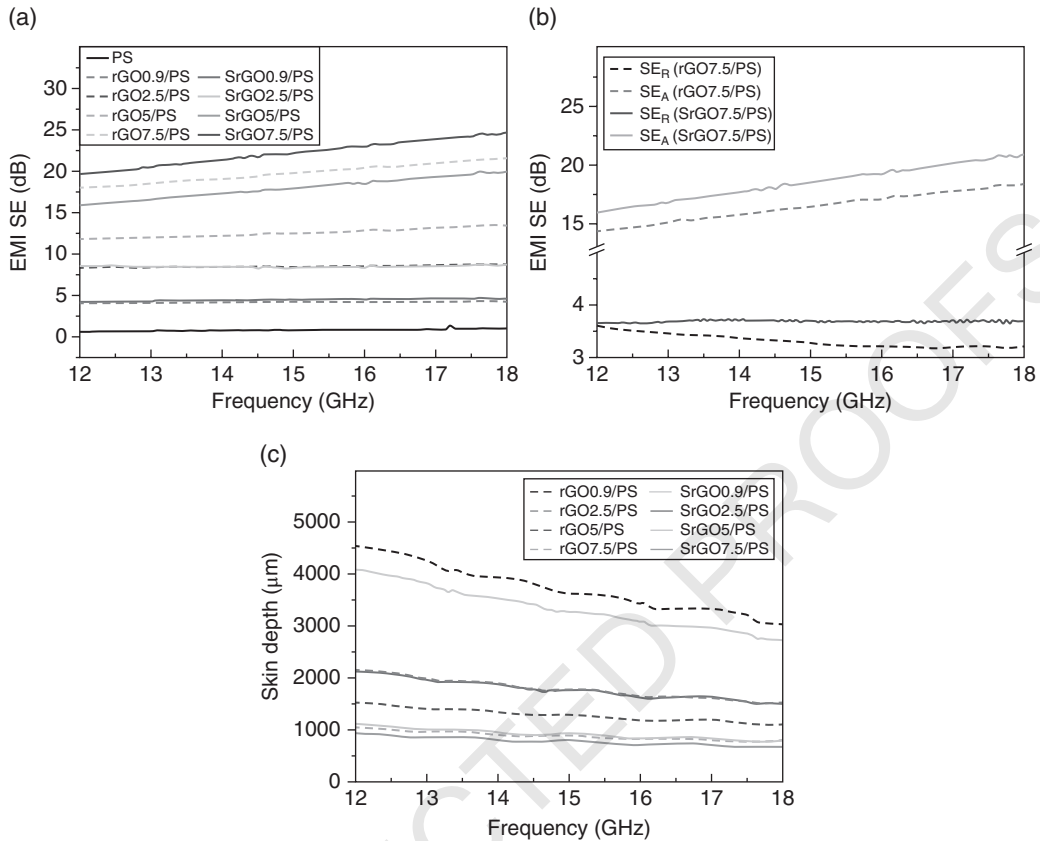 (a)
PS
rGO0.9/PS SrGO0.9/PS
rGO2.5/PS SrGO2.5/PS
rGO5/PS SrGO5/PS
rGO7.5/PS SrGO7.5/PS
30
25
20
15
10
5
0
EMI SE (dB)
12 13 14 15 16 17 18
Frequency (GHz)
(b)
SER (rGO7.5/PS)
SEA (rGO7.5/PS)
SER (SrGO7.5/PS)
SEA (SrGO7.5/PS)
25
20
15
4
3
EMI SE (dB)
12 13 14 15 16 17 18
Frequency (GHz)
(c)
rGO0.9/PS SrGO0.9/PS
rGO2.5/PS SrGO2.5/PS
rGO5/PS SrGO5/PS
rGO7.5/PS SrGO7.5/PS
5000
4000
3000
2000
1000
0
Skin depth (μm)
12 13 14 15 16 17 18
Frequency (GHz)
CTED PROOFS